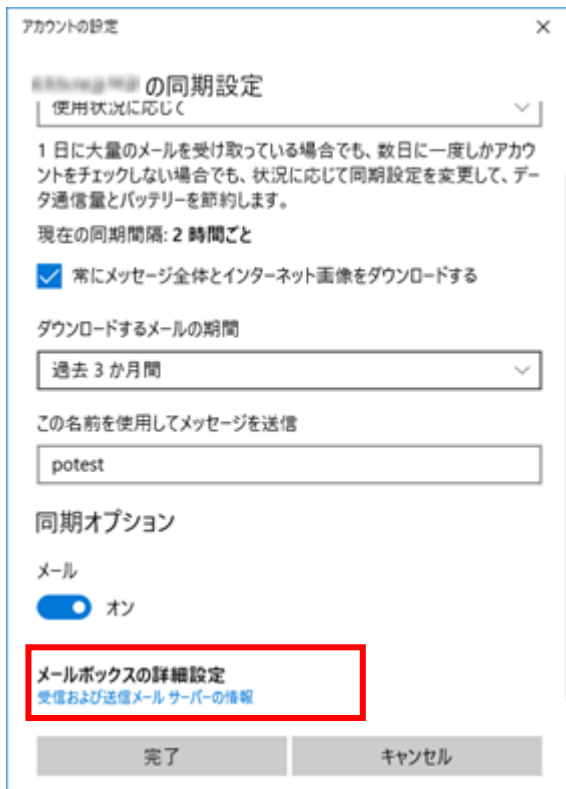 アカウントの設定
の同期設定
使用状況に応じて
1 日に大量のメールを受け取っている場合でも、数日に一度しかアカウ
ントをチェックしない場合でも、状況に応じて同期設定を変更して、デー
タ通信量とバッテリーを節約します。
現在の同期間隔: 2 時間ごと
常にメッセージ全体とインターネット画像をダウンロードする
ダウンロードするメールの期間
過去 3 か月間
この名前を使用してメッセージを送信
potest
同期オプション
メール
オン
メールボックスの詳細設定
受信および送信メール サーバーの情報
完了
キャンセル